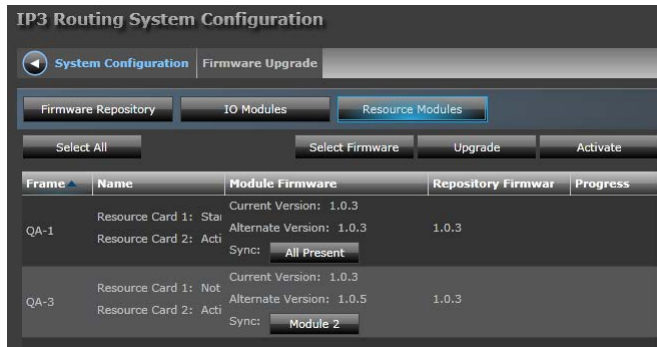 IP3 Routing System Configuration
System Configuration Firmware Upgrade
Firmware Repository IO Modules Resource Modules
Select All Select Firmware Upgrade Activate
Frame Name Module Firmware Repository Firmwar Progress
QA-1
Resource Card 1: Sta
Resource Card 2: Acti
Current Version: 1.0.3
Alternate Version: 1.0.3
Sync: All Present
1.0.3
QA-3
Resource Card 1: Not
Resource Card 2: Acti
Current Version: 1.0.3
Alternate Version: 1.0.5
Sync: Module 2
1.0.3